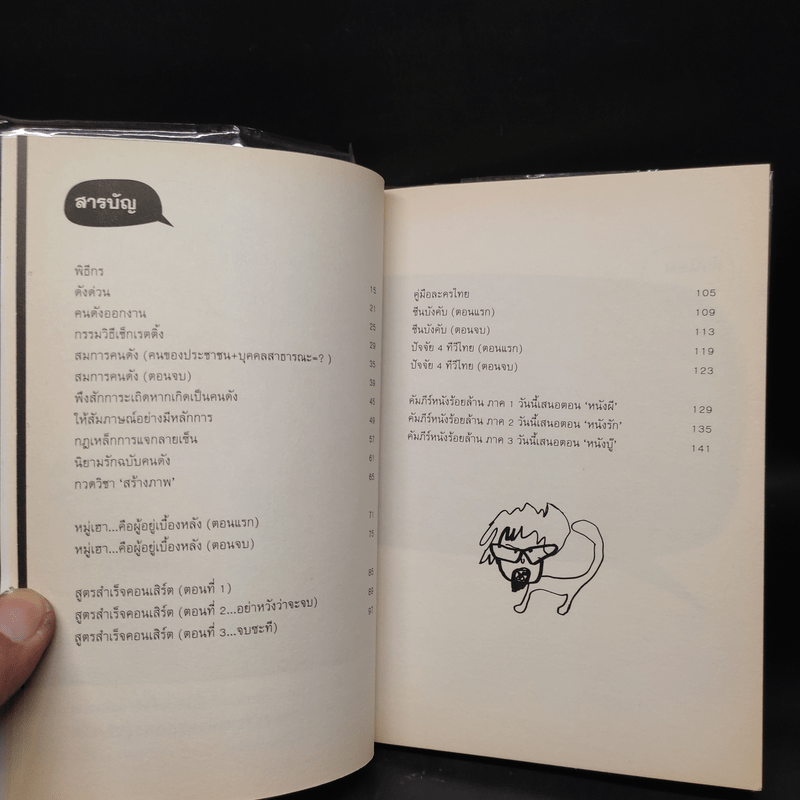 สารบัญ
พิธีกร 15
ดังด่วน 21
คนดังออกงาน 25
กรรมวิธีเช็กเรตติ้ง 29
สมการคนดัง (คนของประชาชน+บุคคลสาธารณะ=? ) 35
สมการคนดัง (ตอนจบ) 39
พึงสักการะเถิดหากเกิดเป็นคนดัง 45
ให้สัมภาษณ์อย่างมีหลักการ 49
กฎเหล็กการแจกลายเซ็น 57
นิยามรักฉบับคนดัง 61
กวดวิชา ‘สร้างภาพ’ 65
หมู่เฮา...คือผู้อยู่เบื้องหลัง (ตอนแรก) 71
หมู่เฮา...คือผู้อยู่เบื้องหลัง (ตอนจบ) 75
สูตรสำเร็จคอนเสิร์ต (ตอนที่ 1) 85
สูตรสำเร็จคอนเสิร์ต (ตอนที่ 2...อย่าหวังว่าจะจบ) 89
สูตรสำเร็จคอนเสิร์ต (ตอนที่ 3...จบซะที) 97
คู่มือละครไทย 105
ซีนบังคับ (ตอนแรก) 109
ซีนบังคับ (ตอนจบ) 113
ปัจจัย 4 ทีวีไทย (ตอนแรก) 119
ปัจจัย 4 ทีวีไทย (ตอนจบ) 123
คัมภีร์หนังร้อยล้าน ภาค 1 วันนี้เสนอตอน ‘หนังผี’ 129
คัมภีร์หนังร้อยล้าน ภาค 2 วันนี้เสนอตอน ‘หนังรัก’ 135
คัมภีร์หนังร้อยล้าน ภาค 3 วันนี้เสนอตอน ‘หนังบู๊’ 141